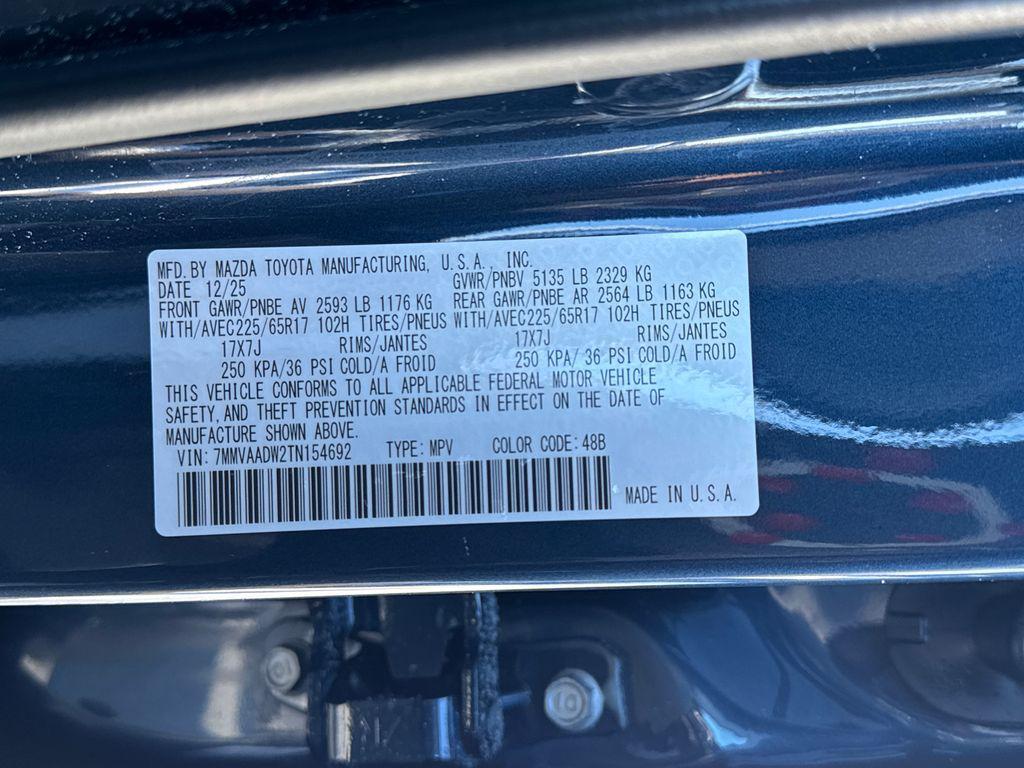 MFD. BY MAZDA TOYOTA MANUFACTURING, U.S.A., INC.
DATE 12/25 GVWR/PNBV 5135 LB 2329 KG
FRONT GAWR/PNBE AV 2593 LB 1176 KG REAR GAWR/PNBE AR 2564 LB 1163 KG
WITH/AVEC225/65R17 102H TIRES/PNEUS WITH/AVEC225/65R17 102H TIRES/PNEUS
17X7J RIMS/JANTES 17X7J RIMS/JANTES
250 KPA/36 PSI COLD/A FROID 250 KPA/ 36 PSI COLD/A FROID
THIS VEHICLE CONFORMS TO ALL APPLICABLE FEDERAL MOTOR VEHICLE
SAFETY, AND THEFT PREVENTION STANDARDS IN EFFECT ON THE DATE OF
MANUFACTURE SHOWN ABOVE.
VIN: 7MMVAADW2TN154692 TYPE: MPV COLOR CODE: 48B
MADE IN U.S.A.